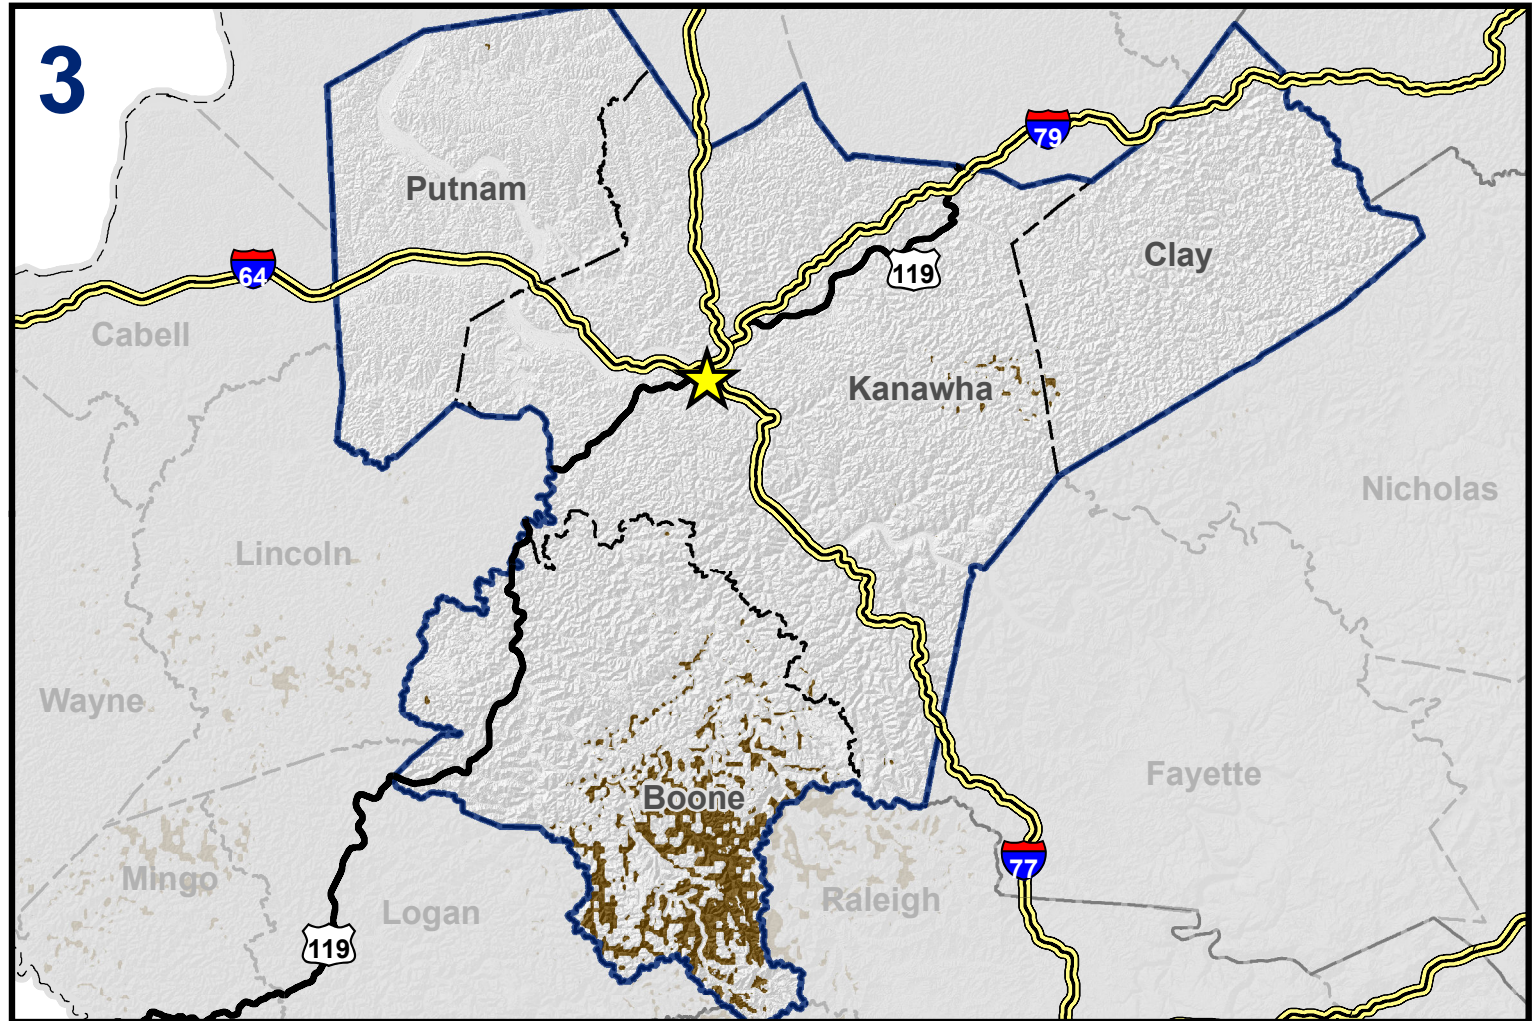 3
79
Putnam
Clay
64
119
Cabell
Kanawha
Nicholas
Lincoln
Wayne
Fayette
Boone
77
Mingo
Raleigh
Logan
119